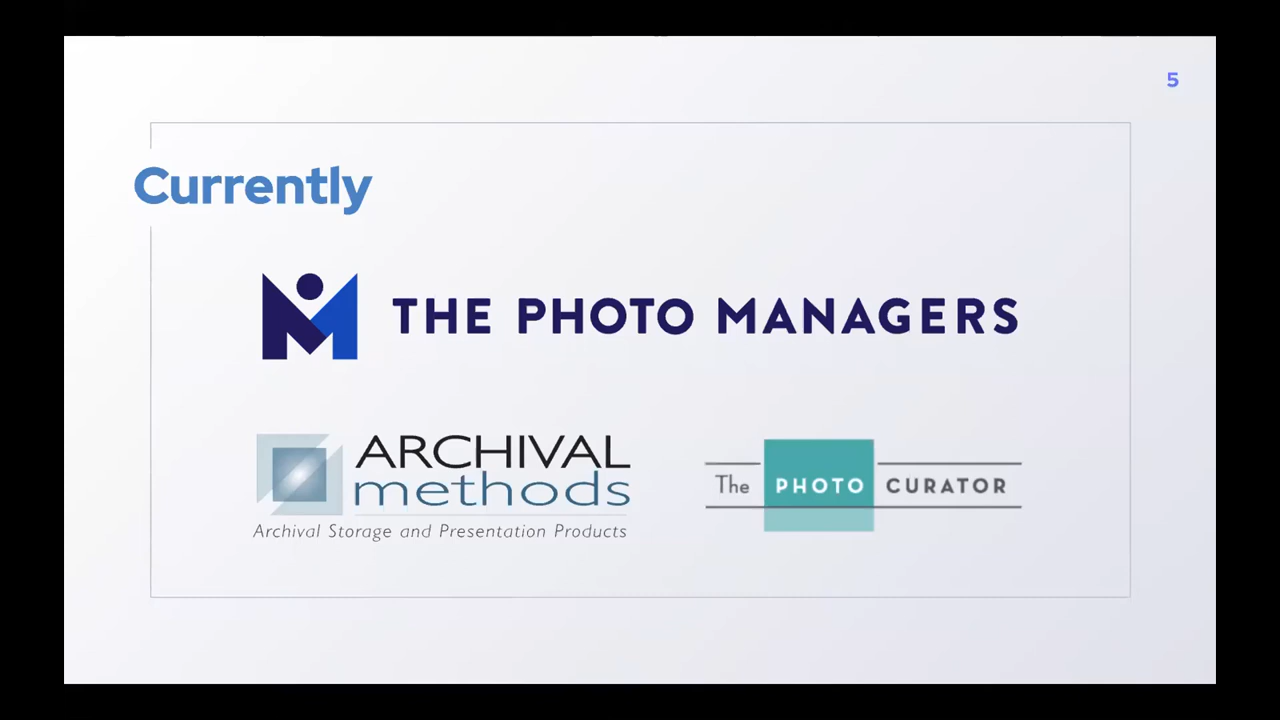 5
Currently
THE PHOTO MANAGERS
ARCHIVAL
methods
Archival Storage and Presentation Products
The PHOTO CURATOR